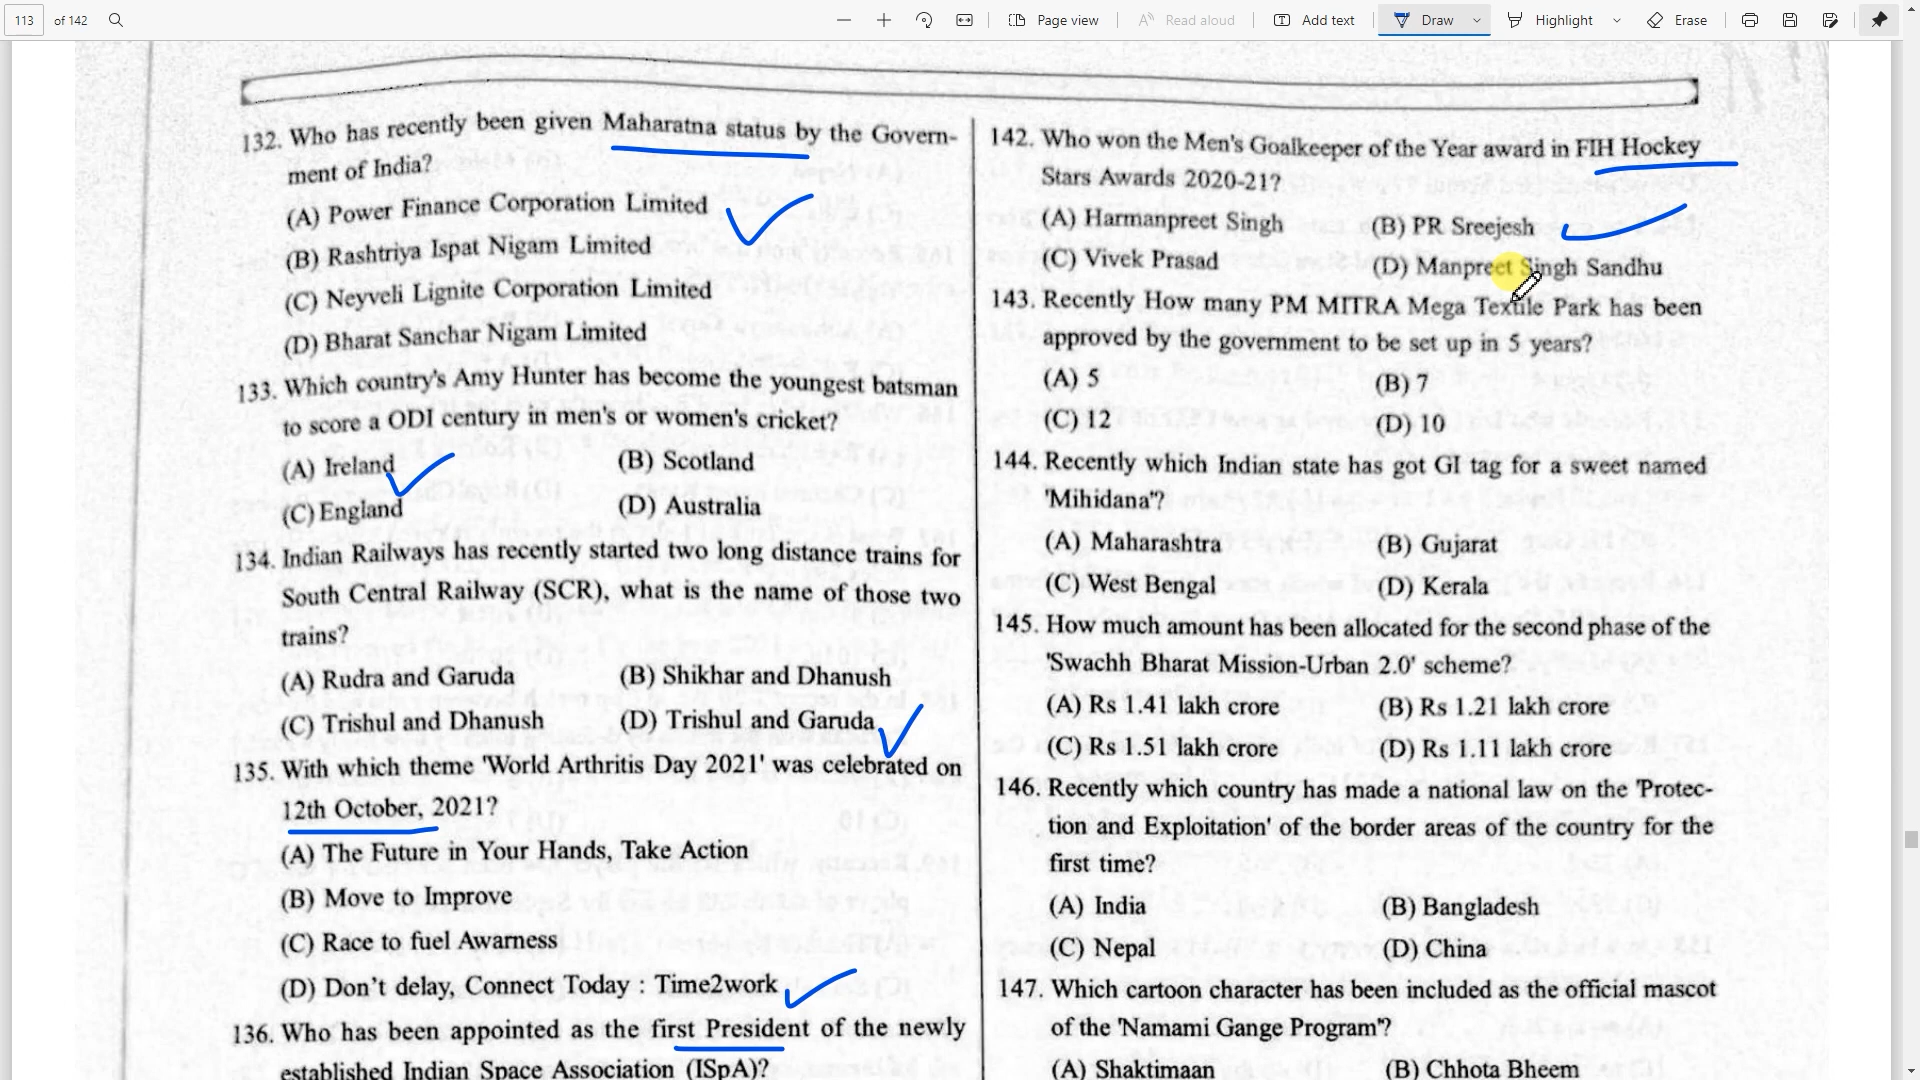 113 of 142
Page view
Read aloud
Add text
Draw
Highlight
Erase
132. Who has recently been given Maharatna status by the Govern-
ment of India?
(A) Power Finance Corporation Limited
(B) Rashtriya Ispat Nigam Limited
(C) Neyveli Lignite Corporation Limited
(D) Bharat Sanchar Nigam Limited
133. Which country's Amy Hunter has become the youngest batsman
to score a ODI century in men's or women's cricket?
(A) Ireland (B) Scotland
(C) England (D) Australia
134. Indian Railways has recently started two long distance trains for
South Central Railway (SCR), what is the name of those two
trains?
(A) Rudra and Garuda (B) Shikhar and Dhanush
(C) Trishul and Dhanush (D) Trishul and Garuda
135. With which theme 'World Arthritis Day 2021' was celebrated on
12th October, 2021?
(A) The Future in Your Hands, Take Action
(B) Move to Improve
(C) Race to fuel Awarness
(D) Don't delay, Connect Today : Time2work
136. Who has been appointed as the first President of the newly
established Indian Space Association (ISpA)?
142. Who won the Men's Goalkeeper of the Year award in FIH Hockey
Stars Awards 2020-21?
(A) Harmanpreet Singh (B) PR Sreejesh
(C) Vivek Prasad (D) Manpreet Singh Sandhu
143. Recently How many PM MITRA Mega Textile Park has been
approved by the government to be set up in 5 years?
(A) 5 (B) 7
(C) 12 (D) 10
144. Recently which Indian state has got GI tag for a sweet named
'Mihidana'?
(A) Maharashtra (B) Gujarat
(C) West Bengal (D) Kerala
145. How much amount has been allocated for the second phase of the
'Swachh Bharat Mission-Urban 2.0' scheme?
(A) Rs 1.41 lakh crore (B) Rs 1.21 lakh crore
(C) Rs 1.51 lakh crore (D) Rs 1.11 lakh crore
146. Recently which country has made a national law on the 'Protec-
tion and Exploitation' of the border areas of the country for the
first time?
(A) India (B) Bangladesh
(C) Nepal (D) China
147. Which cartoon character has been included as the official mascot
of the 'Namami Gange Program'?
(A) Shaktimaan (B) Chhota Bheem